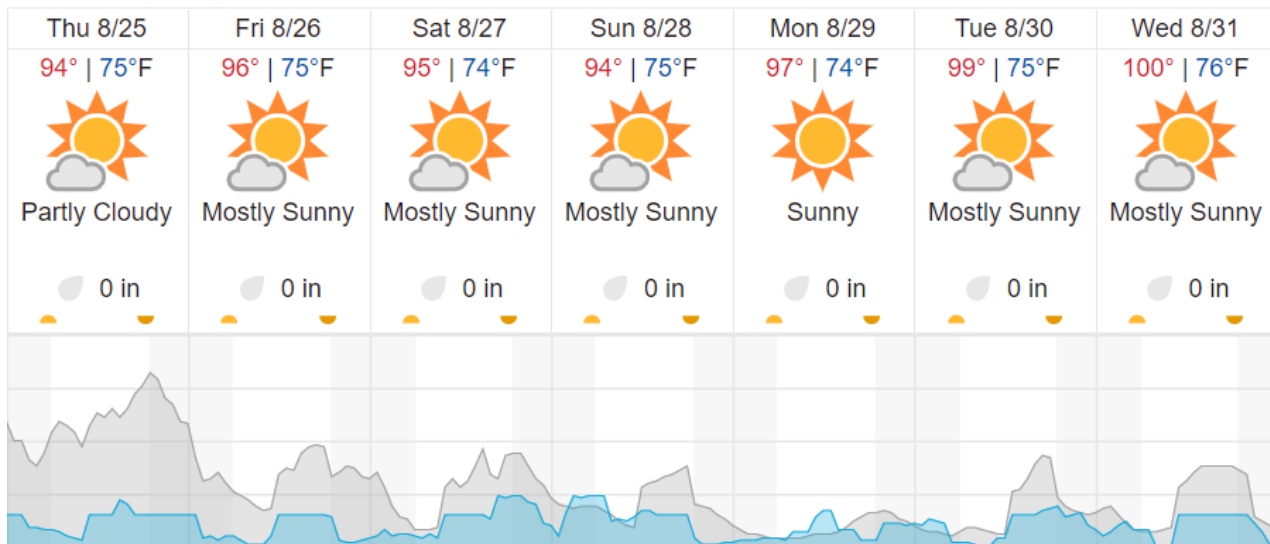 Thu 8/25 Fri 8/26 Sat 8/27 Sun 8/28 Mon 8/29 Tue 8/30 Wed 8/31
94° | 75°F 96° | 75°F 95° | 74°F 94° | 75°F 97° | 74°F 99° | 75°F 100° | 76°F
Partly Cloudy Mostly Sunny Mostly Sunny Mostly Sunny Sunny Mostly Sunny Mostly Sunny
0 in 0 in 0 in 0 in 0 in 0 in 0 in